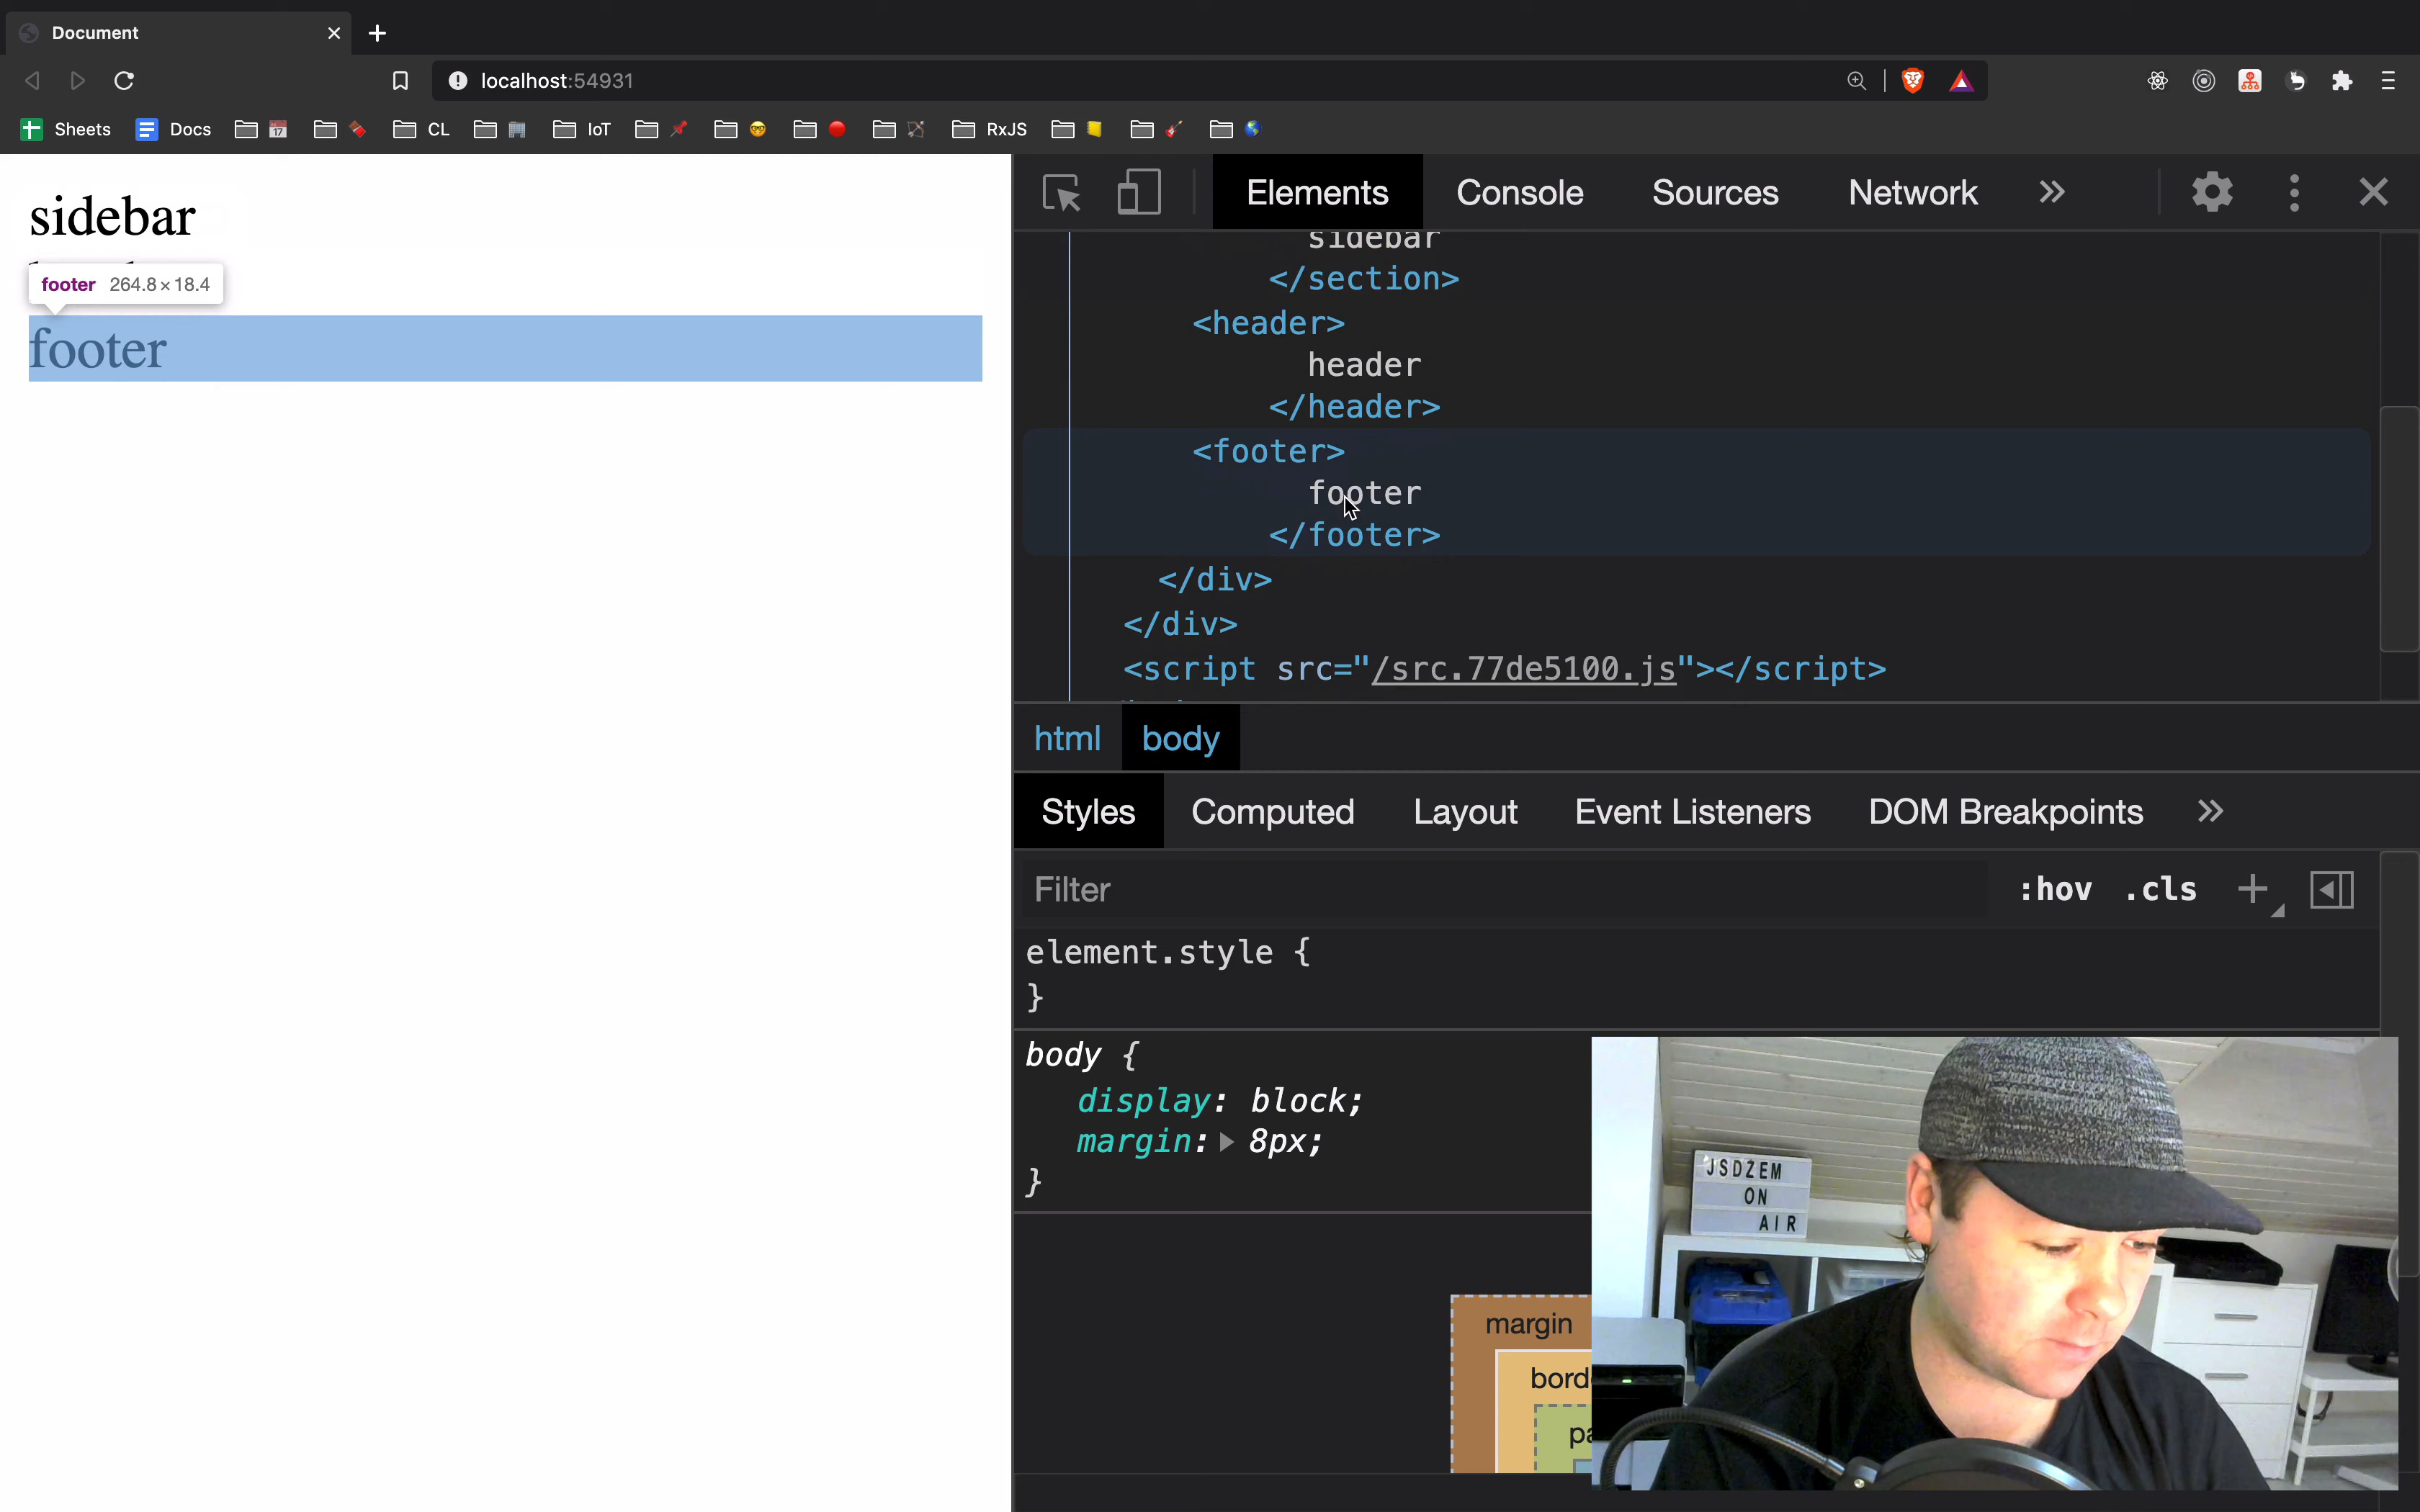 Document
localhost:54931
Sheets
Docs
17
CL
IoT
RxJS
sidebar
footer 264.8 × 18.4
footer
Elements
Console
Sources
Network
sidebar
</section>
<header>
header
</header>
<footer>
footer
</footer>
</div>
</div>
<script src="/src.77de5100.js"></script>
html body
Styles
Computed
Layout
Event Listeners
DOM Breakpoints
Filter
:hov .cls
element.style {
}
body {
display: block;
margin: 8px;
}
margin
JSDŻEM
ON
AIR